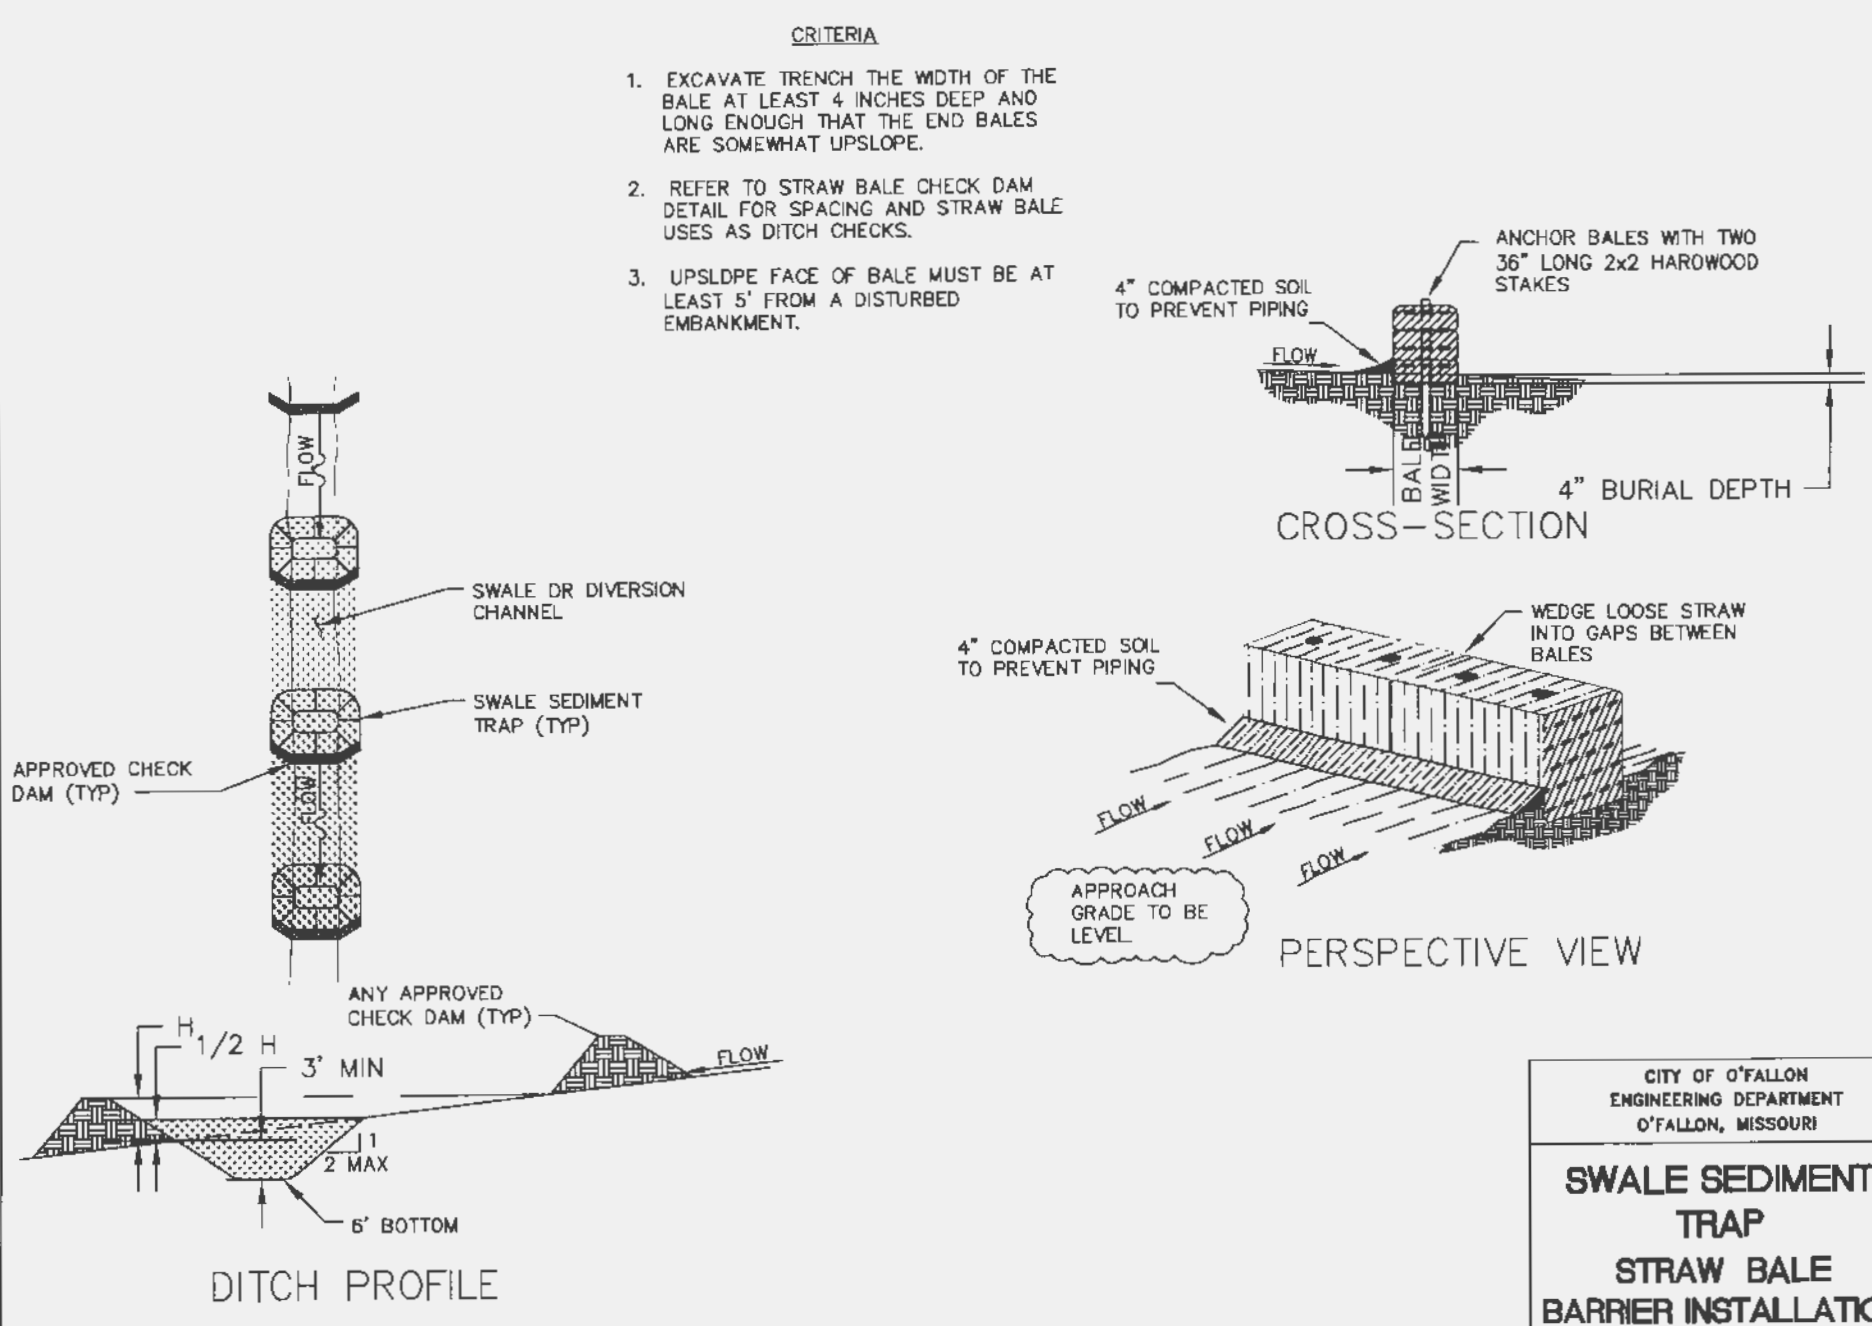 CRITERIA
1. EXCAVATE TRENCH THE WIDTH OF THE
BALE AT LEAST 4 INCHES DEEP AND
LONG ENOUGH THAT THE END BALES
ARE SOMEWHAT UPSLOPE.
2. REFER TO STRAW BALE CHECK DAM
DETAIL FOR SPACING AND STRAW BALE
USES AS DITCH CHECKS.
3. UPSLDPE FACE OF BALE MUST BE AT
LEAST 5' FROM A DISTURBED
EMBANKMENT.
ANCHOR BALES WITH TWO
36" LONG 2x2 HARDWOOD
STAKES
4" COMPACTED SOIL
TO PREVENT PIPING
FLOW
BALE
WIDTH
4" BURIAL DEPTH
CROSS-SECTION
FLOW
SWALE DR DIVERSION
CHANNEL
SWALE SEDIMENT
TRAP (TYP)
APPROVED CHECK
DAM (TYP)
FLOW
WEDGE LOOSE STRAW
INTO GAPS BETWEEN
BALES
4" COMPACTED SOIL
TO PREVENT PIPING
FLOW
FLOW
FLOW
APPROACH
GRADE TO BE
LEVEL
PERSPECTIVE VIEW
ANY APPROVED
CHECK DAM (TYP)
H
1/2 H
3' MIN
FLOW
1
2 MAX
6' BOTTOM
DITCH PROFILE
CITY OF O'FALLON
ENGINEERING DEPARTMENT
O'FALLON, MISSOURI
SWALE SEDIMENT
TRAP
STRAW BALE
BARRIER INSTALLATIO